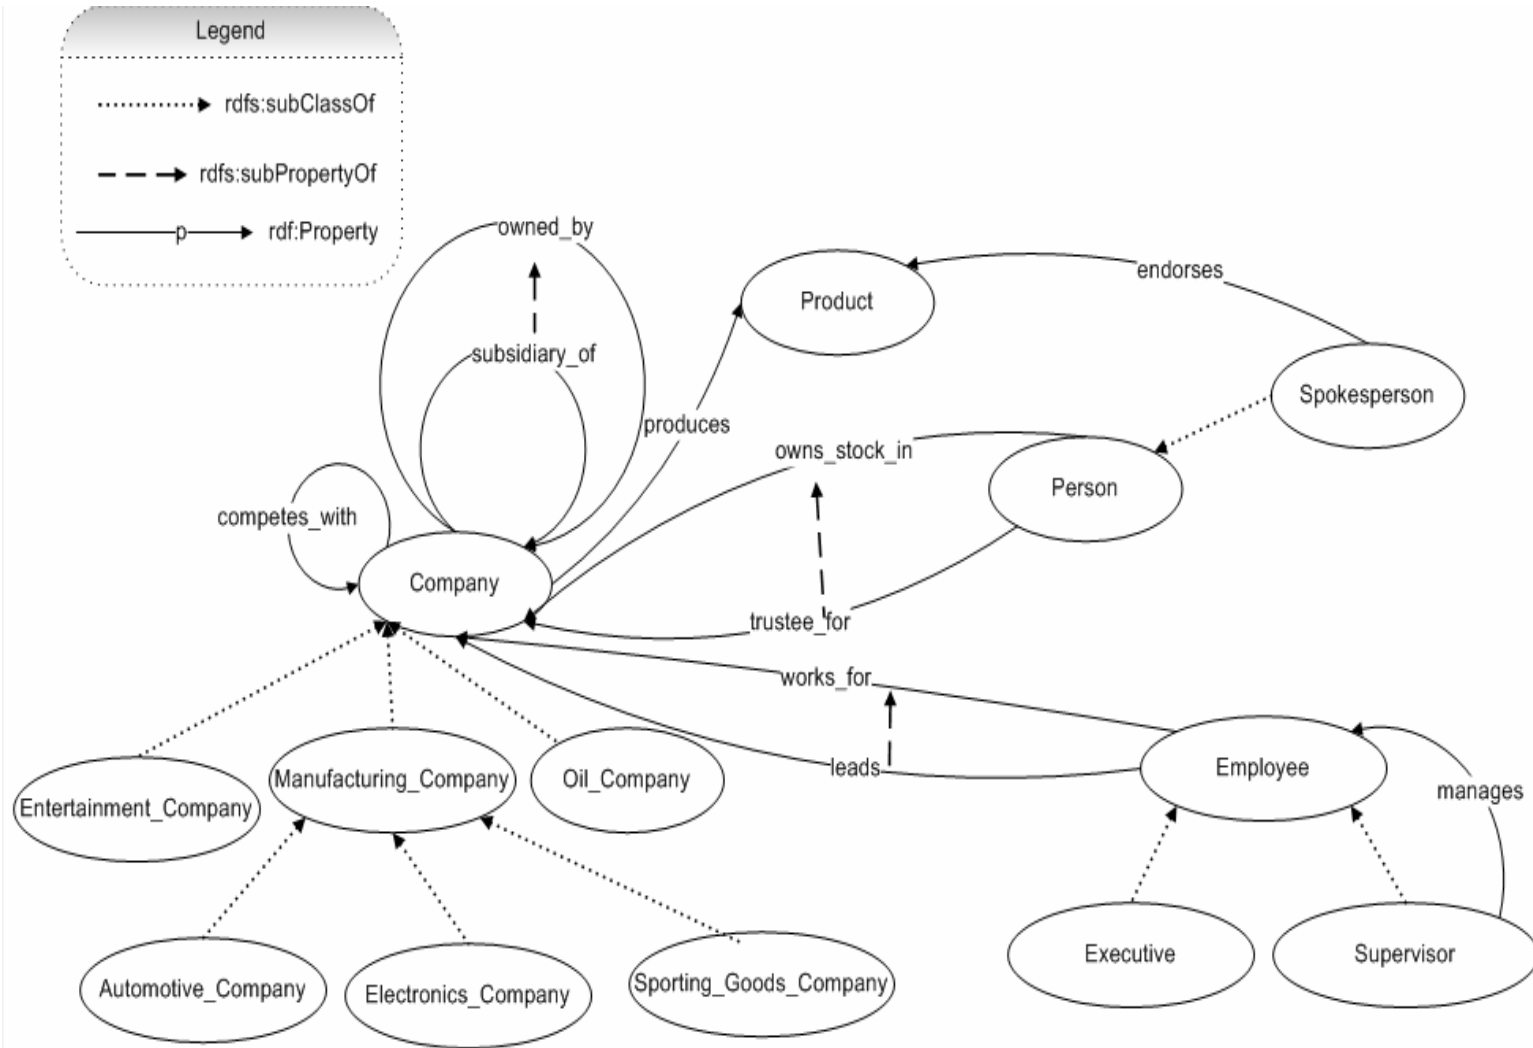 Legend
rdfs:subClassOf
rdfs:subPropertyOf
p
rdf:Property
owned_by
subsidiary_of
Product
endorses
Spokesperson
produces
owns_stock_in
Person
competes_with
Company
trustee_for
works_for
leads
Employee
manages
Entertainment_Company
Manufacturing_Company
Oil_Company
Executive
Supervisor
Automotive_Company
Electronics_Company
Sporting_Goods_Company